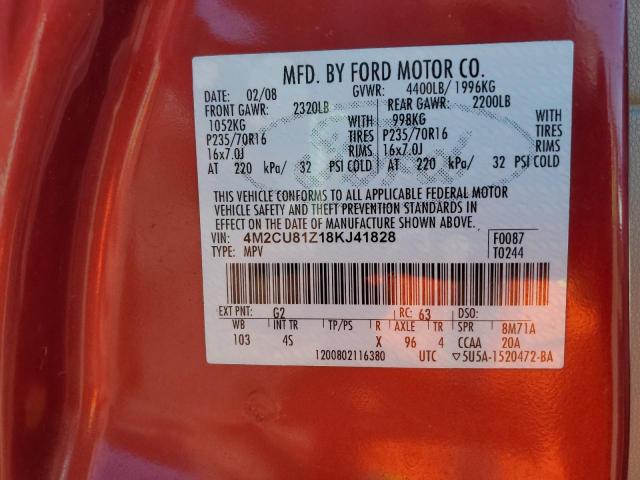 MFD. BY FORD MOTOR CO.
DATE: 02/08 GVWR: 4400LB/ 1996KG
FRONT GAWR: 2320LB REAR GAWR: 2200LB
1052KG WITH 998KG WITH
P235/70R16 TIRES P235/70R16 TIRES
16x7.0J RIMS 16x7.0J RIMS
AT 220 kPa/ 32 PSI COLD AT 220 kPa/ 32 PSI COLD
THIS VEHICLE CONFORMS TO ALL APPLICABLE FEDERAL MOTOR
VEHICLE SAFETY AND THEFT PREVENTION STANDARDS IN
EFFECT ON THE DATE OF MANUFACTURE SHOWN ABOVE.
VIN: 4M2CU81Z18KJ41828 F0087
TYPE: MPV T0244
EXT PNT: G2 RC: 63 DSO:
WB INT TR TP/PS R AXLE TR SPR 8M71A
103 4S X 96 4 CCAA 20A
1200802116380 UTC ▽5U5A-1520472-BA